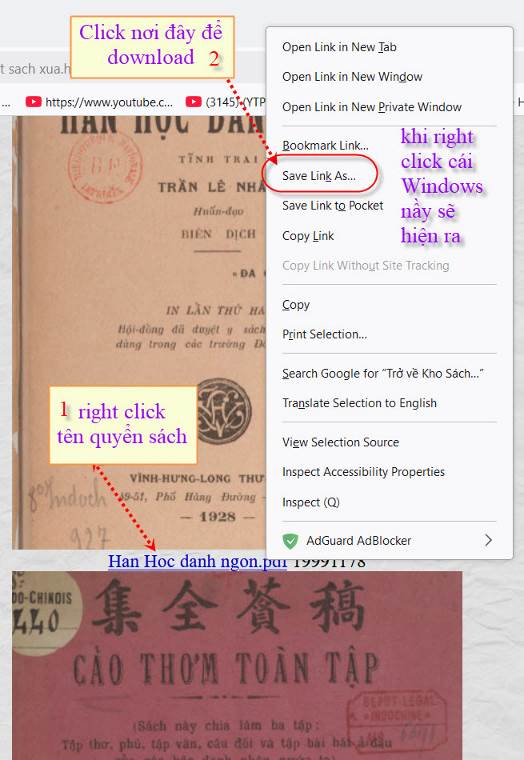 Click nơi đây để
download 2
t sach xua.h
...
https://www.youtube.c...
(3145) (YTP
HÁN HỌC DAN
TĨNH TRAI
TRẦN LÊ NHÂ
Huấn-đạo
BIÊN DỊCH
«ĐA
IN LẦN THỨ HA
Hội-đồng đã duyệt y sách
dùng trong các trường
1 right click
tên quyển sách
VĨNH-HƯNG-LONG THƯ
49-51, Phố Hàng Đường
— 1928 —
8º Indoch
927
Han Hoc danh ngon.pdf 19991178
DO-CHINOIS
440
集全薋稿
CẢO THƠM TOÀN TẬP
DEPOT LEGAL
INDOCHINE
(Sách này chia làm ba tập:
Tập thơ, phú, tập văn, câu đối và tập bài hát ả đào
Open Link in New Tab
Open Link in New Window
Open Link in New Private Window
Bookmark Link...
Save Link As...
Save Link to Pocket
Copy Link
Copy Link Without Site Tracking
khi right
click cái
Windows
nầy sẽ
hiện ra
Copy
Print Selection...
Search Google for “Trở về Kho Sách...”
Translate Selection to English
View Selection Source
Inspect Accessibility Properties
Inspect (Q)
AdGuard AdBlocker